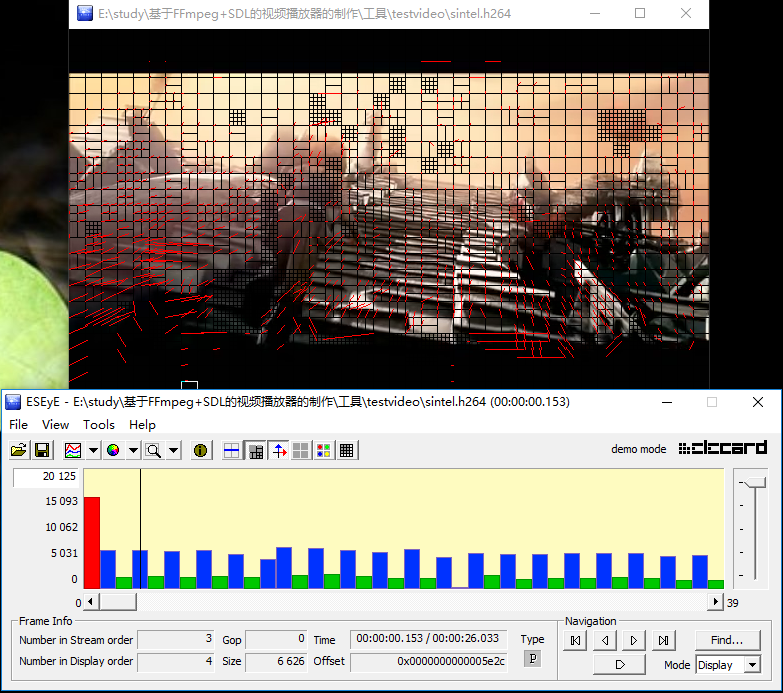 E:\study\基于FFmpeg+SDL的视频播放器的制作\工具\testvideo\sintel.h264
ESEyE - E:\study\基于FFmpeg+SDL的视频播放器的制作\工具\testvideo\sintel.h264 (00:00:00.153)
File View Tools Help
demo mode elecard
20 125
15 093
10 062
5 031
0
0 39
Frame Info Navigation
Number in Stream order 3 Gop 0 Time 00:00:00.153 / 00:00:26.033 Type Find...
Number in Display order 4 Size 6 626 Offset 0x0000000000005e2c P Mode Display